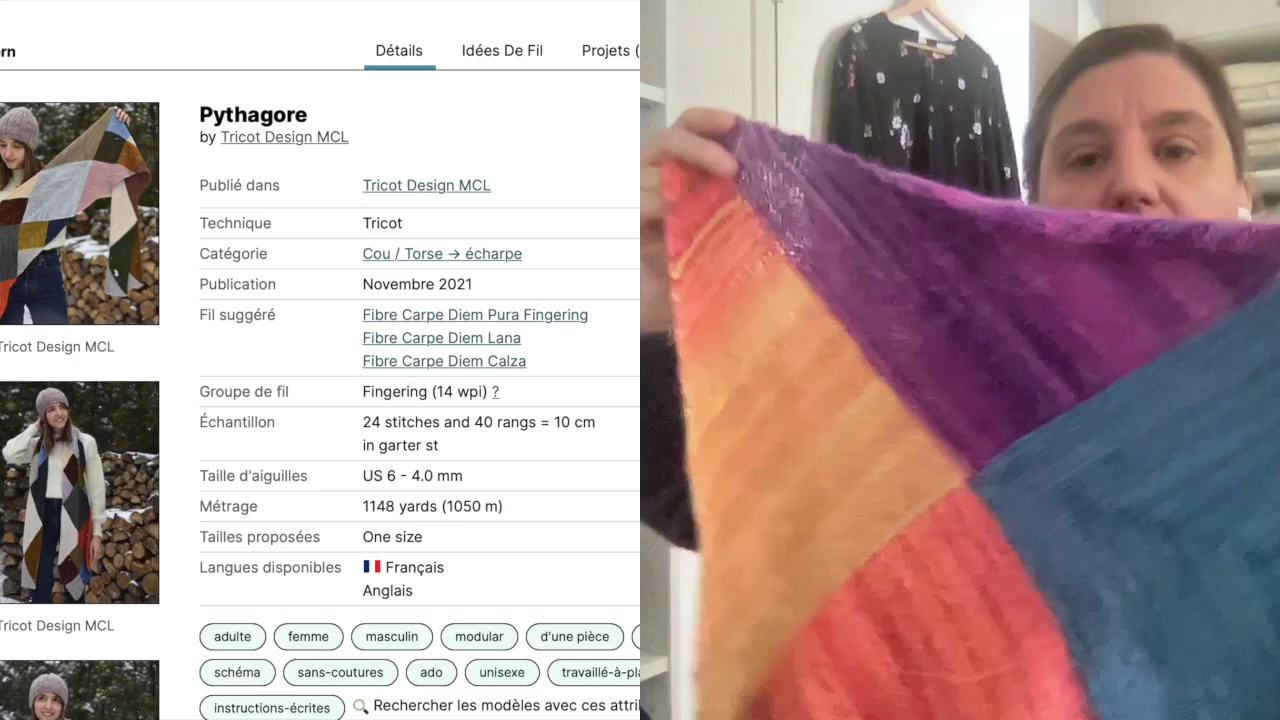 rn
Détails Idées De Fil Projets (
Pythagore
by Tricot Design MCL
Publié dans Tricot Design MCL
Technique Tricot
Catégorie Cou / Torse → écharpe
Publication Novembre 2021
Fil suggéré Fibre Carpe Diem Pura Fingering
Fibre Carpe Diem Lana
Fibre Carpe Diem Calza
Groupe de fil Fingering (14 wpi) ?
Échantillon 24 stitches and 40 rangs = 10 cm
in garter st
Taille d'aiguilles US 6 - 4.0 mm
Métrage 1148 yards (1050 m)
Tailles proposées One size
Langues disponibles Français
Anglais
Tricot Design MCL
Tricot Design MCL
adulte femme masculin modular d'une pièce
schéma sans-coutures ado unisexe travaillé-à-pla
instructions-écrites Rechercher les modèles avec ces attri